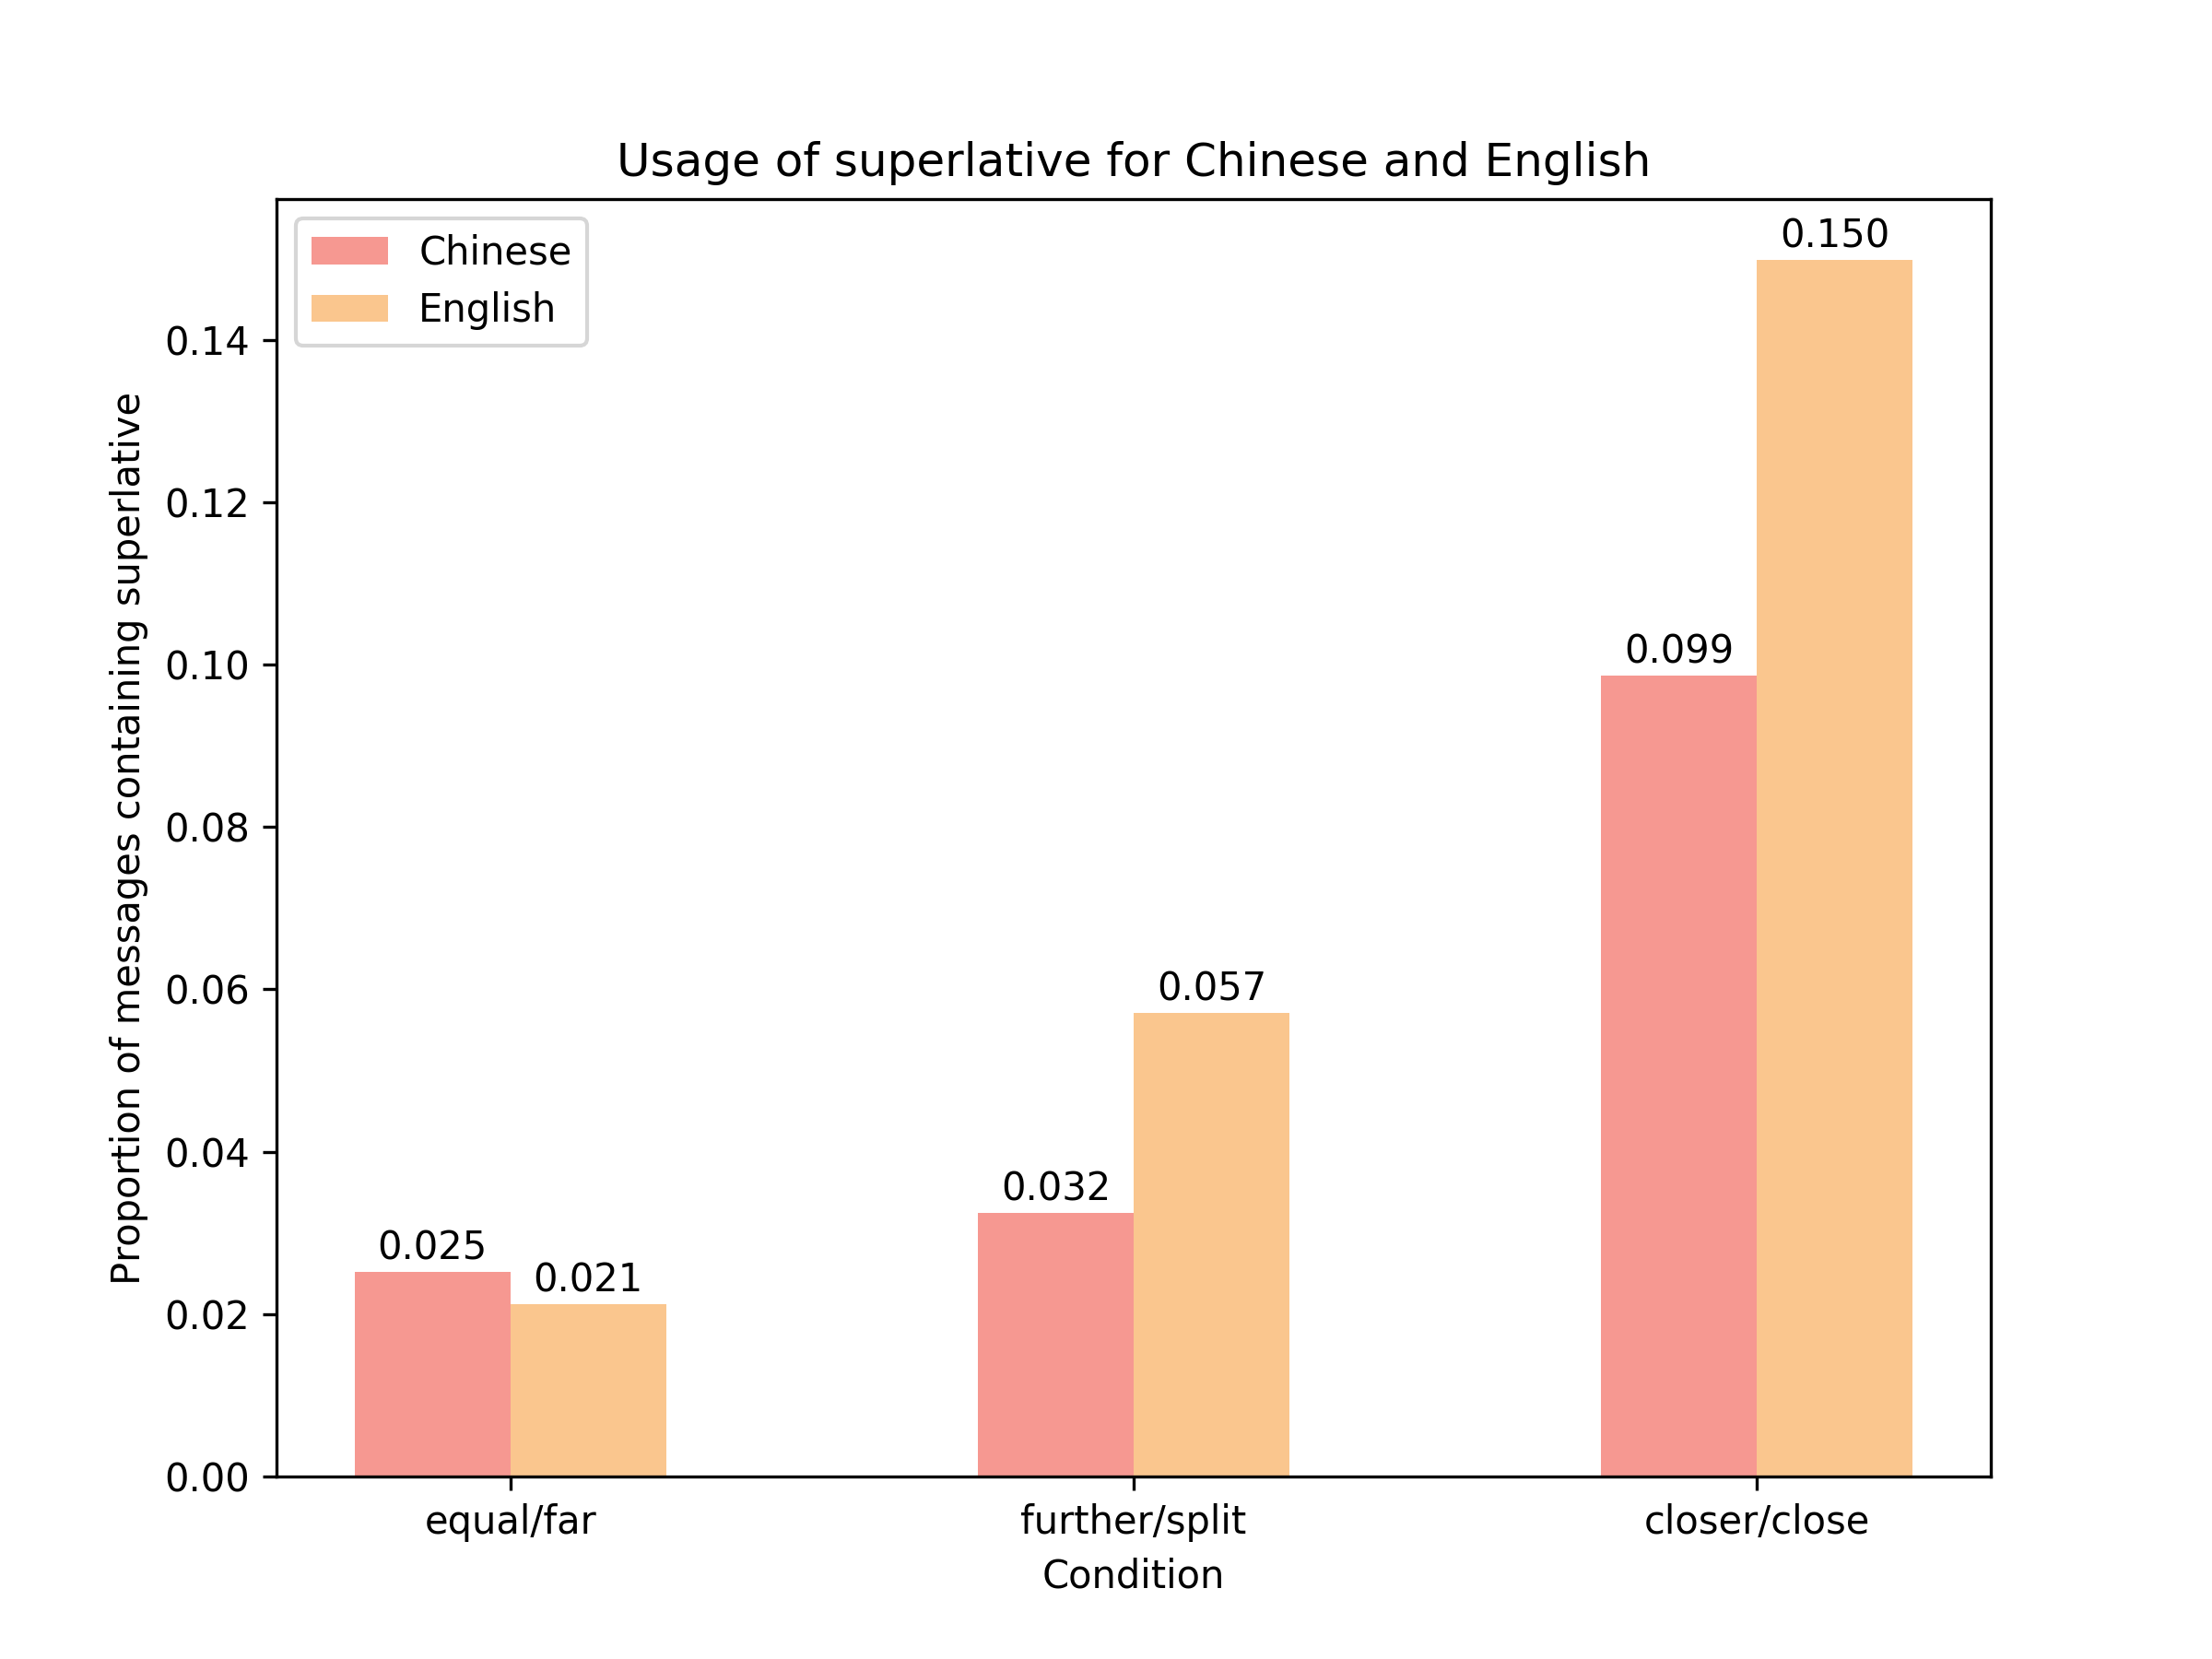 Usage of superlative for Chinese and English
Chinese
English
Proportion of messages containing superlative
0.14
0.12
0.10
0.08
0.06
0.04
0.02
0.00
0.025
0.021
0.032
0.057
0.099
0.150
equal/far
further/split
closer/close
Condition